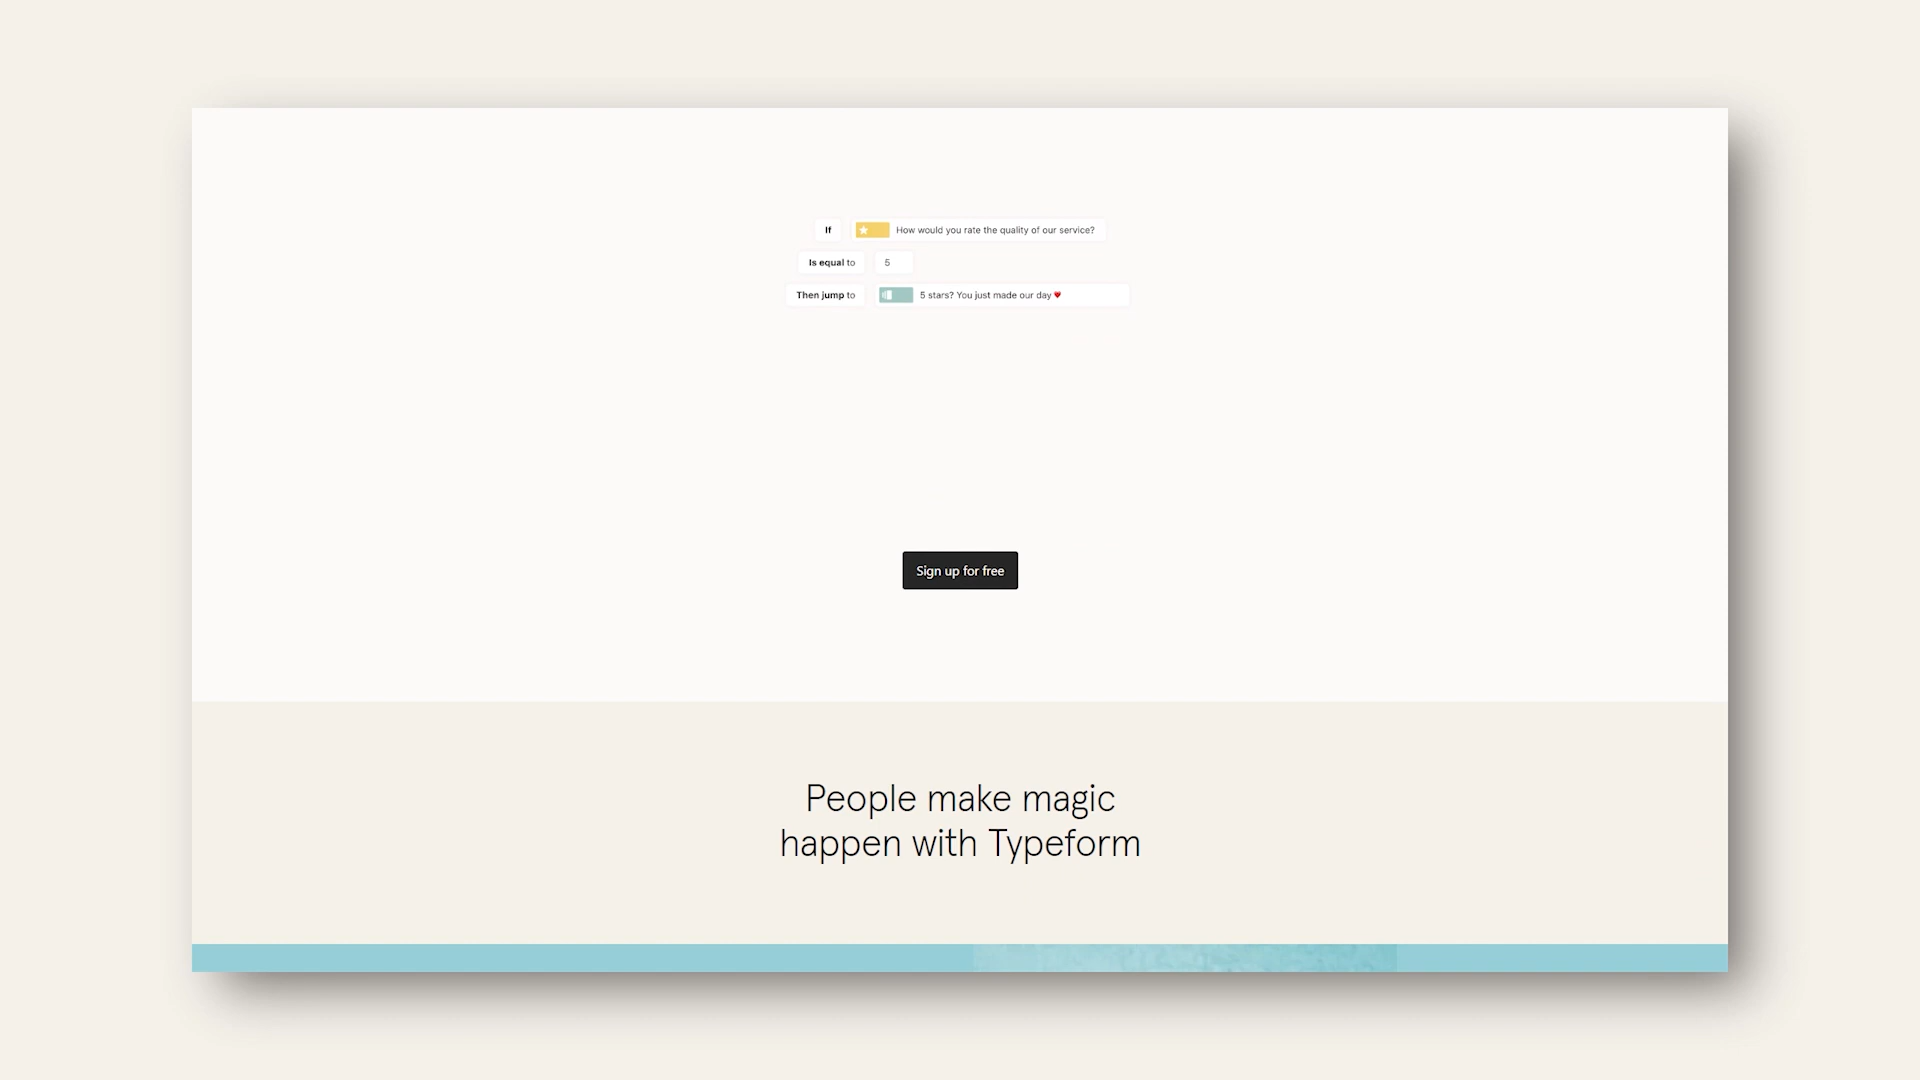 If How would you rate the quality of our service?
Is equal to 5
Then jump to 5 stars? You just made our day ❤
Sign up for free
People make magic
happen with Typeform